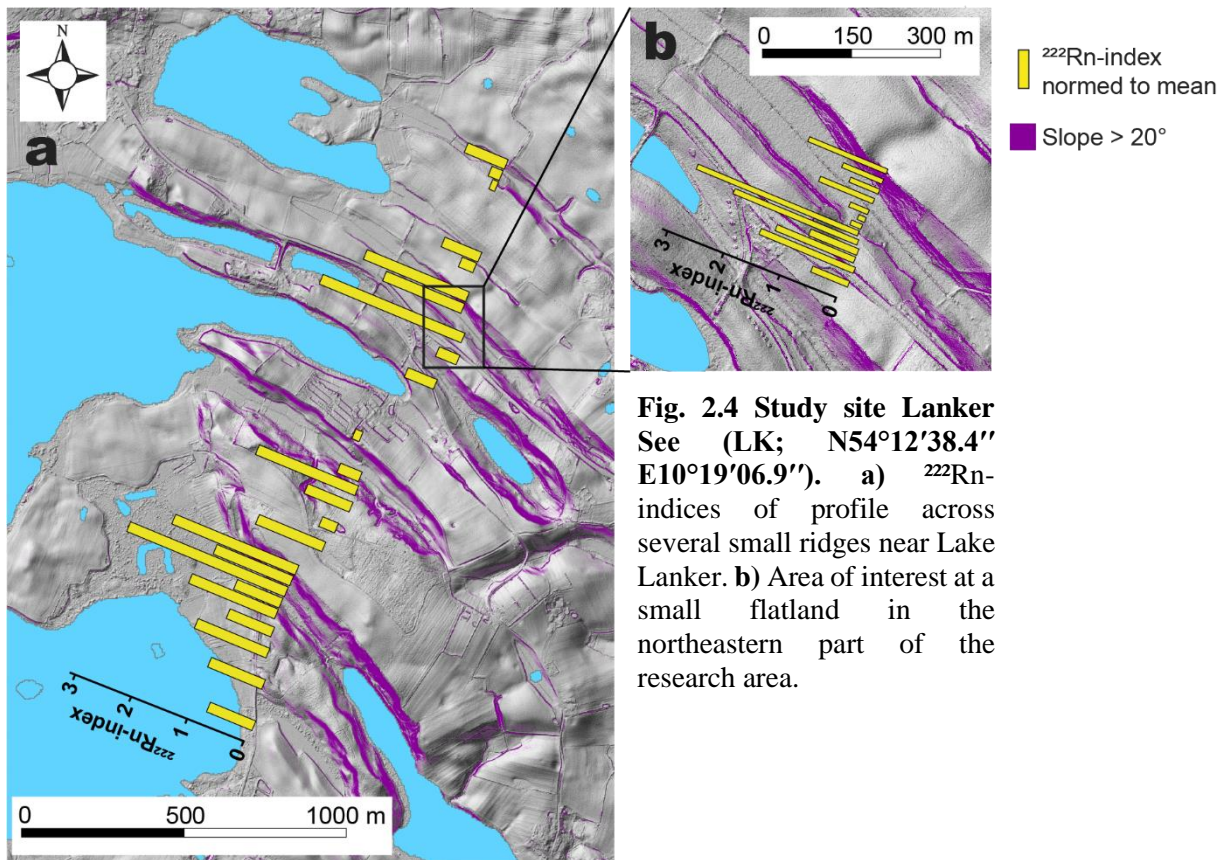 N
a
3
2
1
0
²²²Rn-index
0 500 1000 m
b
0 150 300 m
3
2
1
0
²²²Rn-index
²²²Rn-index
normed to mean
Slope > 20°
Fig. 2.4 Study site Lanker
See (LK; N54°12′38.4″
E10°19′06.9″). a) ²²²Rn-
indices of profile across
several small ridges near Lake
Lanker. b) Area of interest at a
small flatland in the
northeastern part of the
research area.